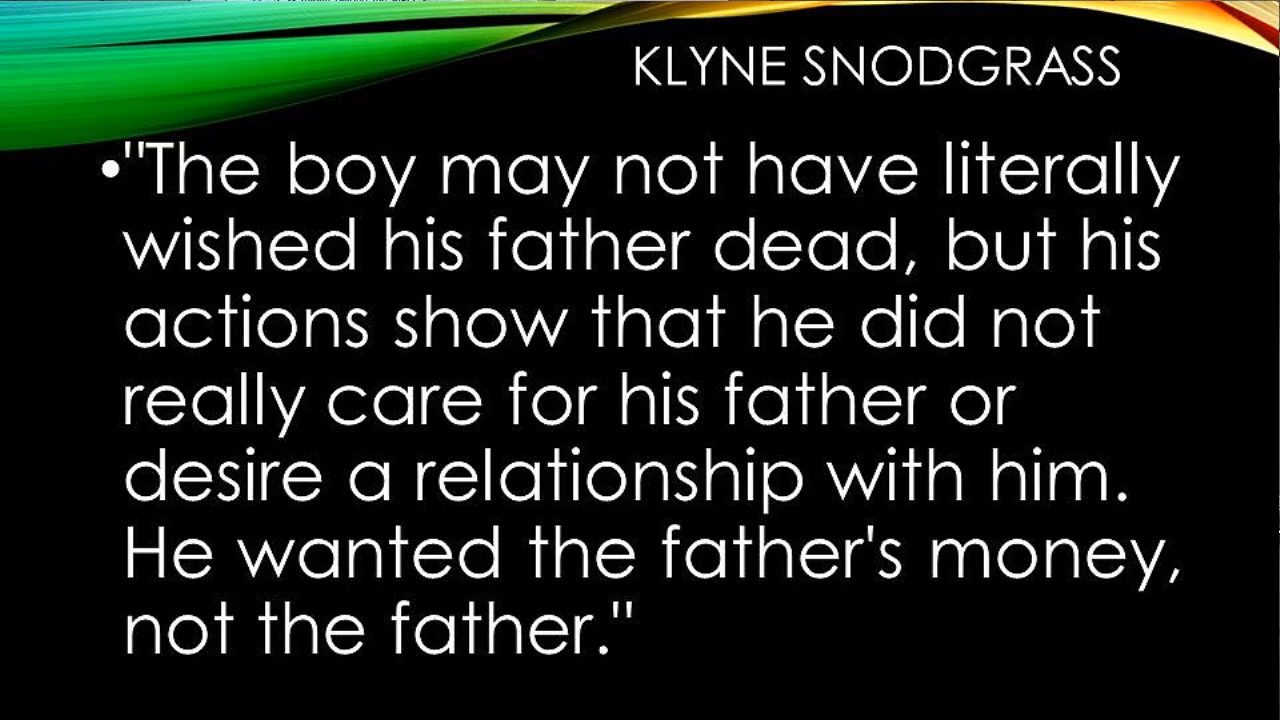 KLYNE SNODGRASS
•"The boy may not have literally
wished his father dead, but his
actions show that he did not
really care for his father or
desire a relationship with him.
He wanted the father's money,
not the father."